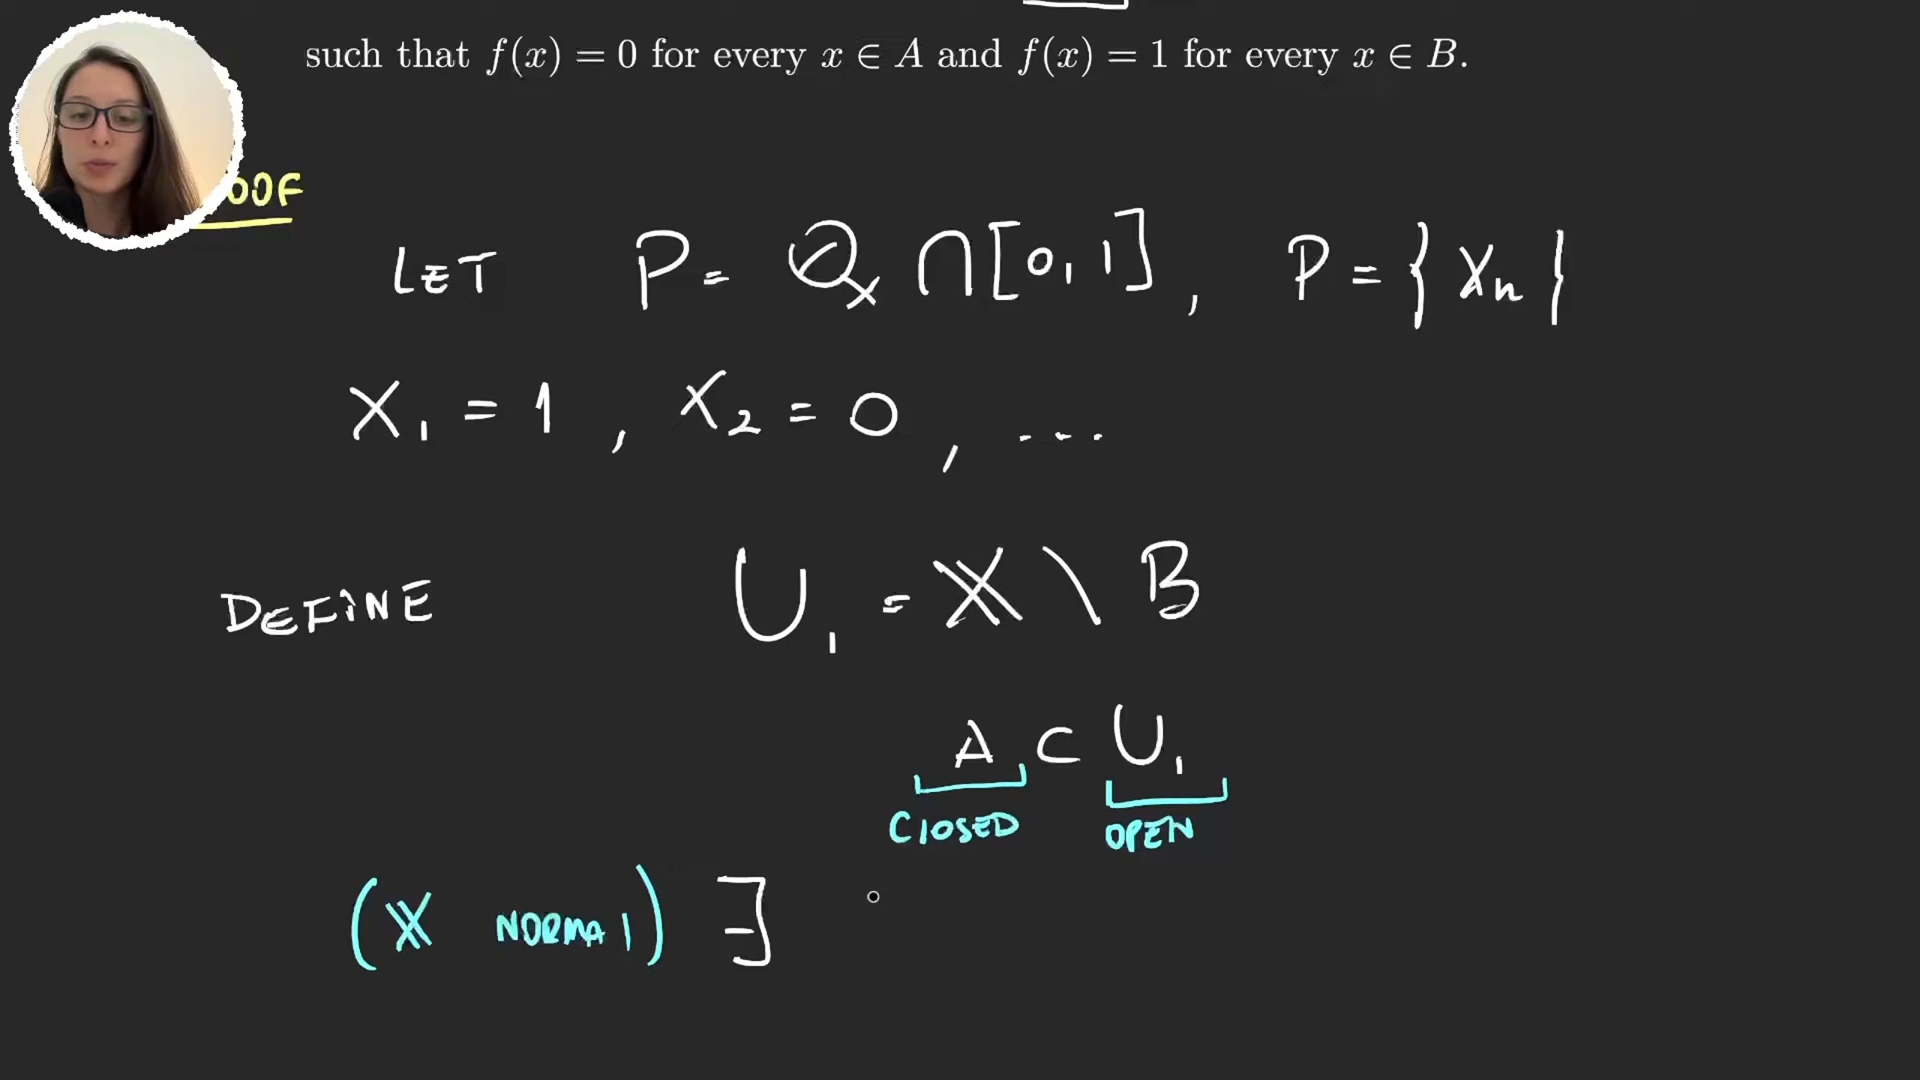 such that f(x) = 0 for every x ∈ A and f(x) = 1 for every x ∈ B.
OOF
LET P = Q ∩ [0, 1], P = { xₙ }
X₁ = 1 , X₂ = 0 , ...
DEFINE U₁ = X \ B
A ⊂ U₁
CLOSED OPEN
(X NORMAL) ∃